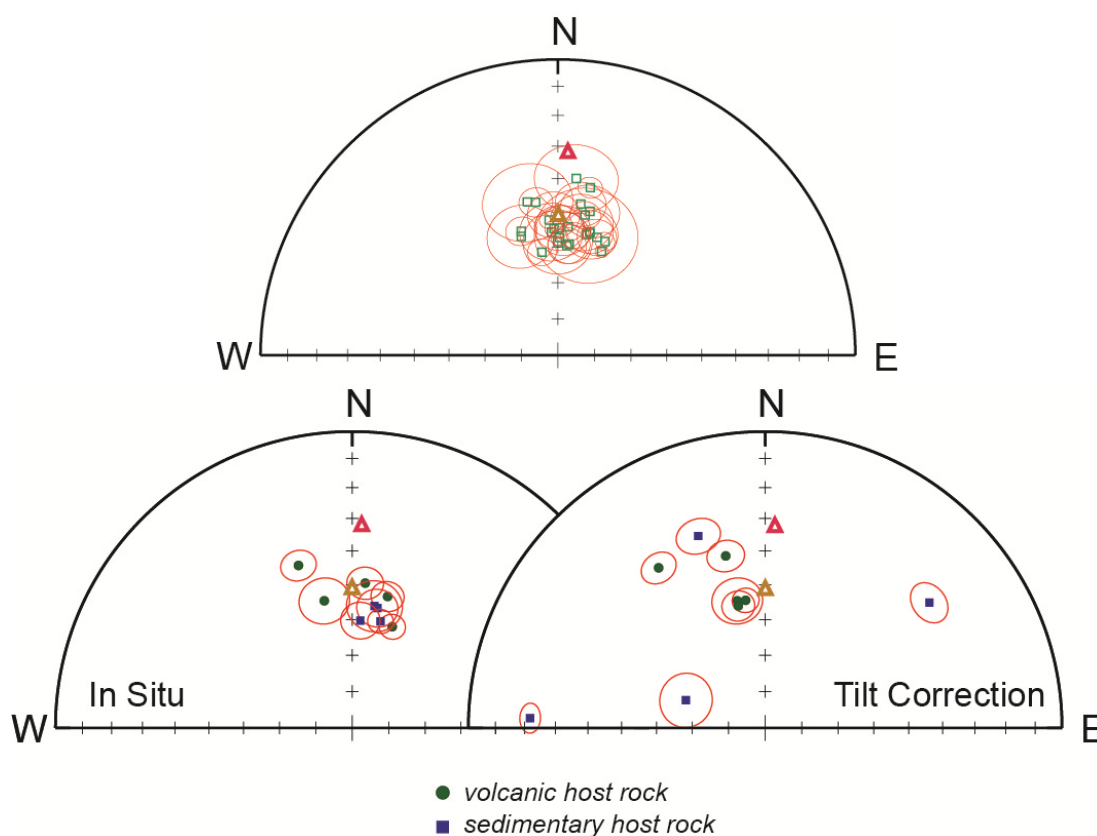 N
W
E
N
N
In Situ
Tilt Correction
W
E
volcanic host rock
sedimentary host rock